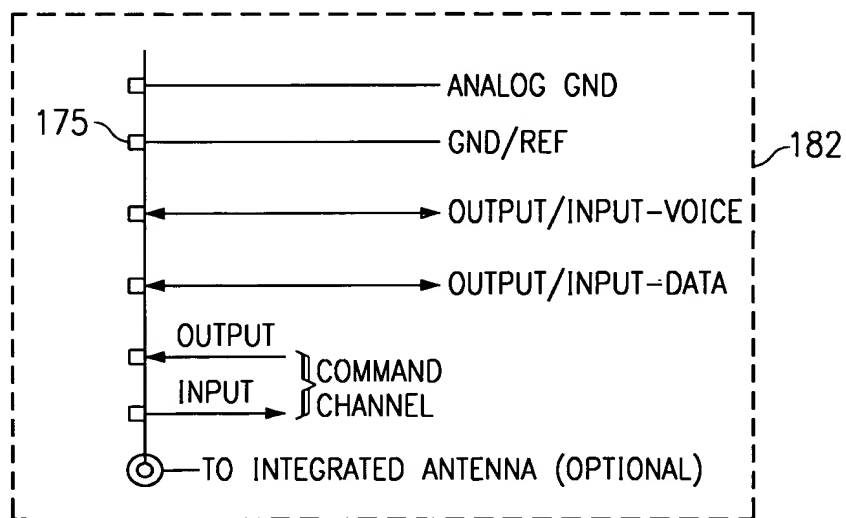 ANALOG GND
175
GND/REF
182
OUTPUT/INPUT-VOICE
OUTPUT/INPUT-DATA
OUTPUT
INPUT
COMMAND
CHANNEL
TO INTEGRATED ANTENNA (OPTIONAL)